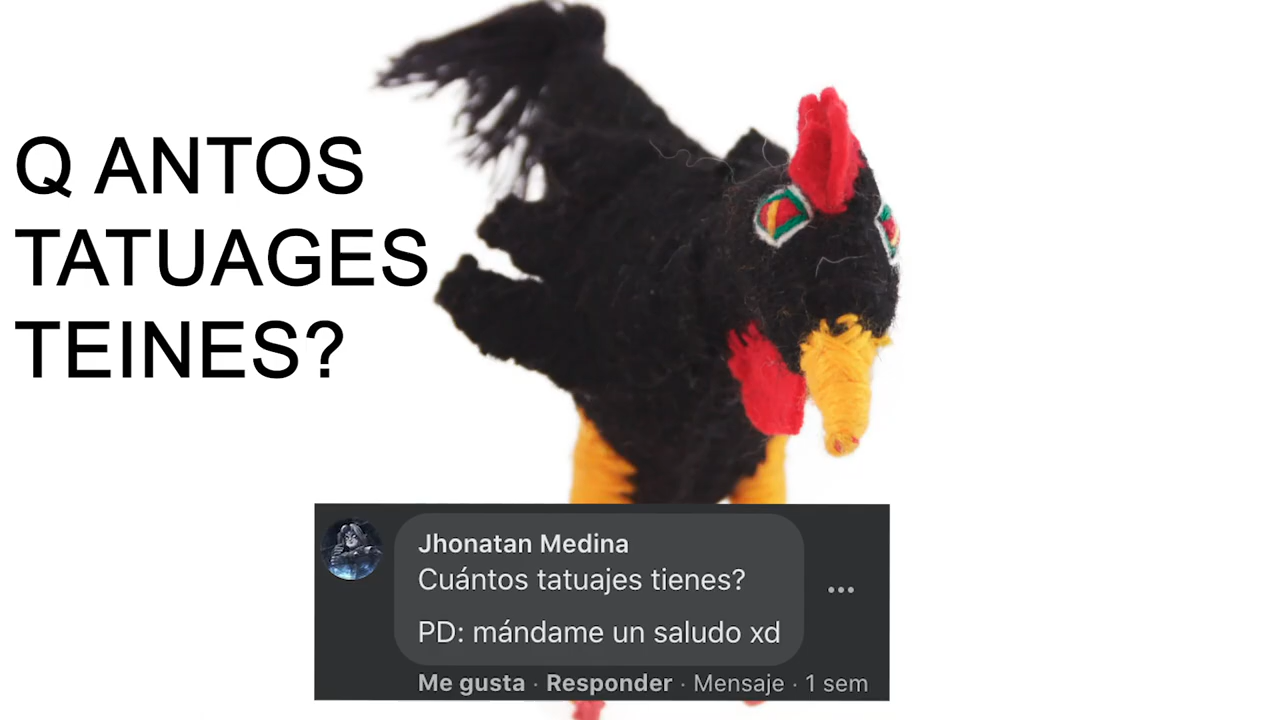 Q ANTOS
TATUAGES
TEINES?
Jhonatan Medina
Cuántos tatuajes tienes?
PD: mándame un saludo xd
Me gusta · Responder · Mensaje · 1 sem